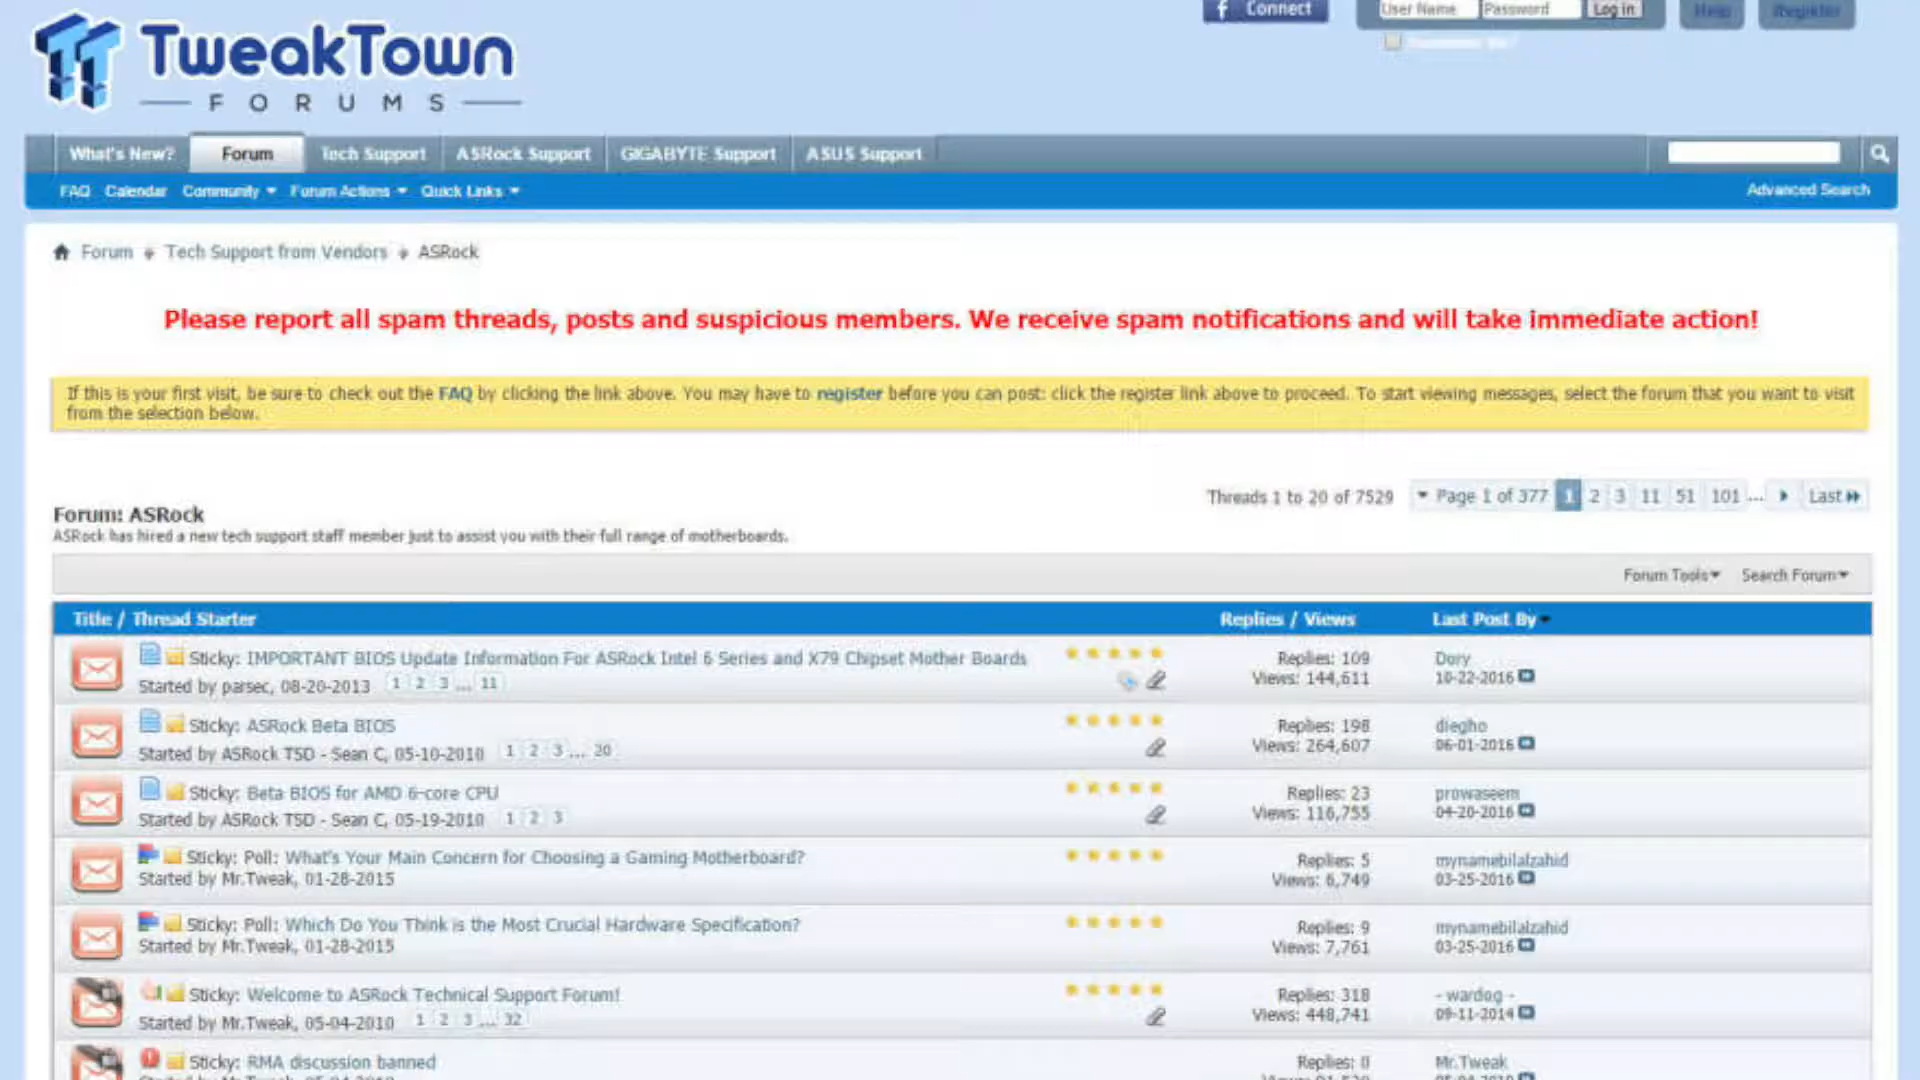 f Connect
User Name
Password
Log in
Help
Register
TweakTown
FORUMS
What's New?
Forum
Tech Support
ASRock Support
GIGABYTE Support
ASUS Support
FAQ Calendar Community Forum Actions Quick Links
Advanced Search
Forum Tech Support from Vendors ASRock
Please report all spam threads, posts and suspicious members. We receive spam notifications and will take immediate action!
If this is your first visit, be sure to check out the FAQ by clicking the link above. You may have to register before you can post: click the register link above to proceed. To start viewing messages, select the forum that you want to visit
from the selection below.
Threads 1 to 20 of 7529
Page 1 of 377 1 2 3 11 51 101 ... Last
Forum: ASRock
ASRock has hired a new tech support staff member just to assist you with their full range of motherboards.
Forum Tools Search Forum
Title / Thread Starter Replies / Views Last Post By
Sticky: IMPORTANT BIOS Update Information For ASRock Intel 6 Series and X79 Chipset Mother Boards
Started by parsec, 08-20-2013 1 2 3 ... 11
Replies: 109
Views: 144,611
Dory
10-22-2016
Sticky: ASRock Beta BIOS
Started by ASRock TSD - Sean C, 05-10-2010 1 2 3 ... 20
Replies: 198
Views: 264,607
diegho
06-01-2016
Sticky: Beta BIOS for AMD 6-core CPU
Started by ASRock TSD - Sean C, 05-19-2010 1 2 3
Replies: 23
Views: 116,755
prowaseem
04-20-2016
Sticky: Poll: What's Your Main Concern for Choosing a Gaming Motherboard?
Started by Mr.Tweak, 01-28-2015
Replies: 5
Views: 6,749
mynamebilalzahid
03-25-2016
Sticky: Poll: Which Do You Think is the Most Crucial Hardware Specification?
Started by Mr.Tweak, 01-28-2015
Replies: 9
Views: 7,761
mynamebilalzahid
03-25-2016
Sticky: Welcome to ASRock Technical Support Forum!
Started by Mr.Tweak, 05-04-2010 1 2 3 ... 32
Replies: 318
Views: 448,741
- wardog -
09-11-2014
Sticky: RMA discussion banned
Replies: 0
Mr.Tweak